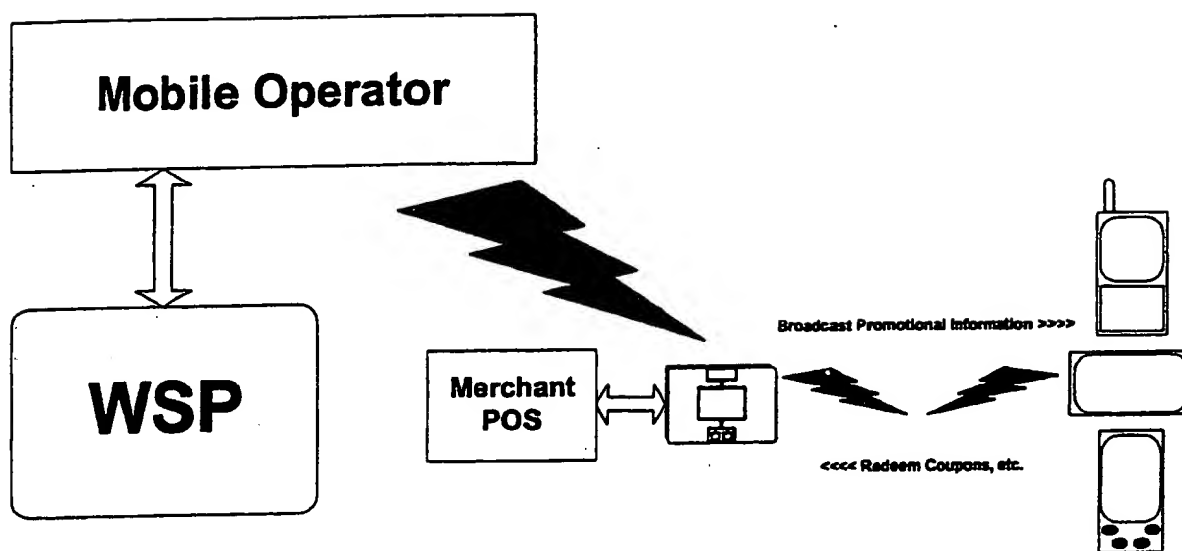 Mobile Operator
WSP
Merchant
POS
Broadcast Promotional Information >>>>
<<<< Radeem Coupons, etc.